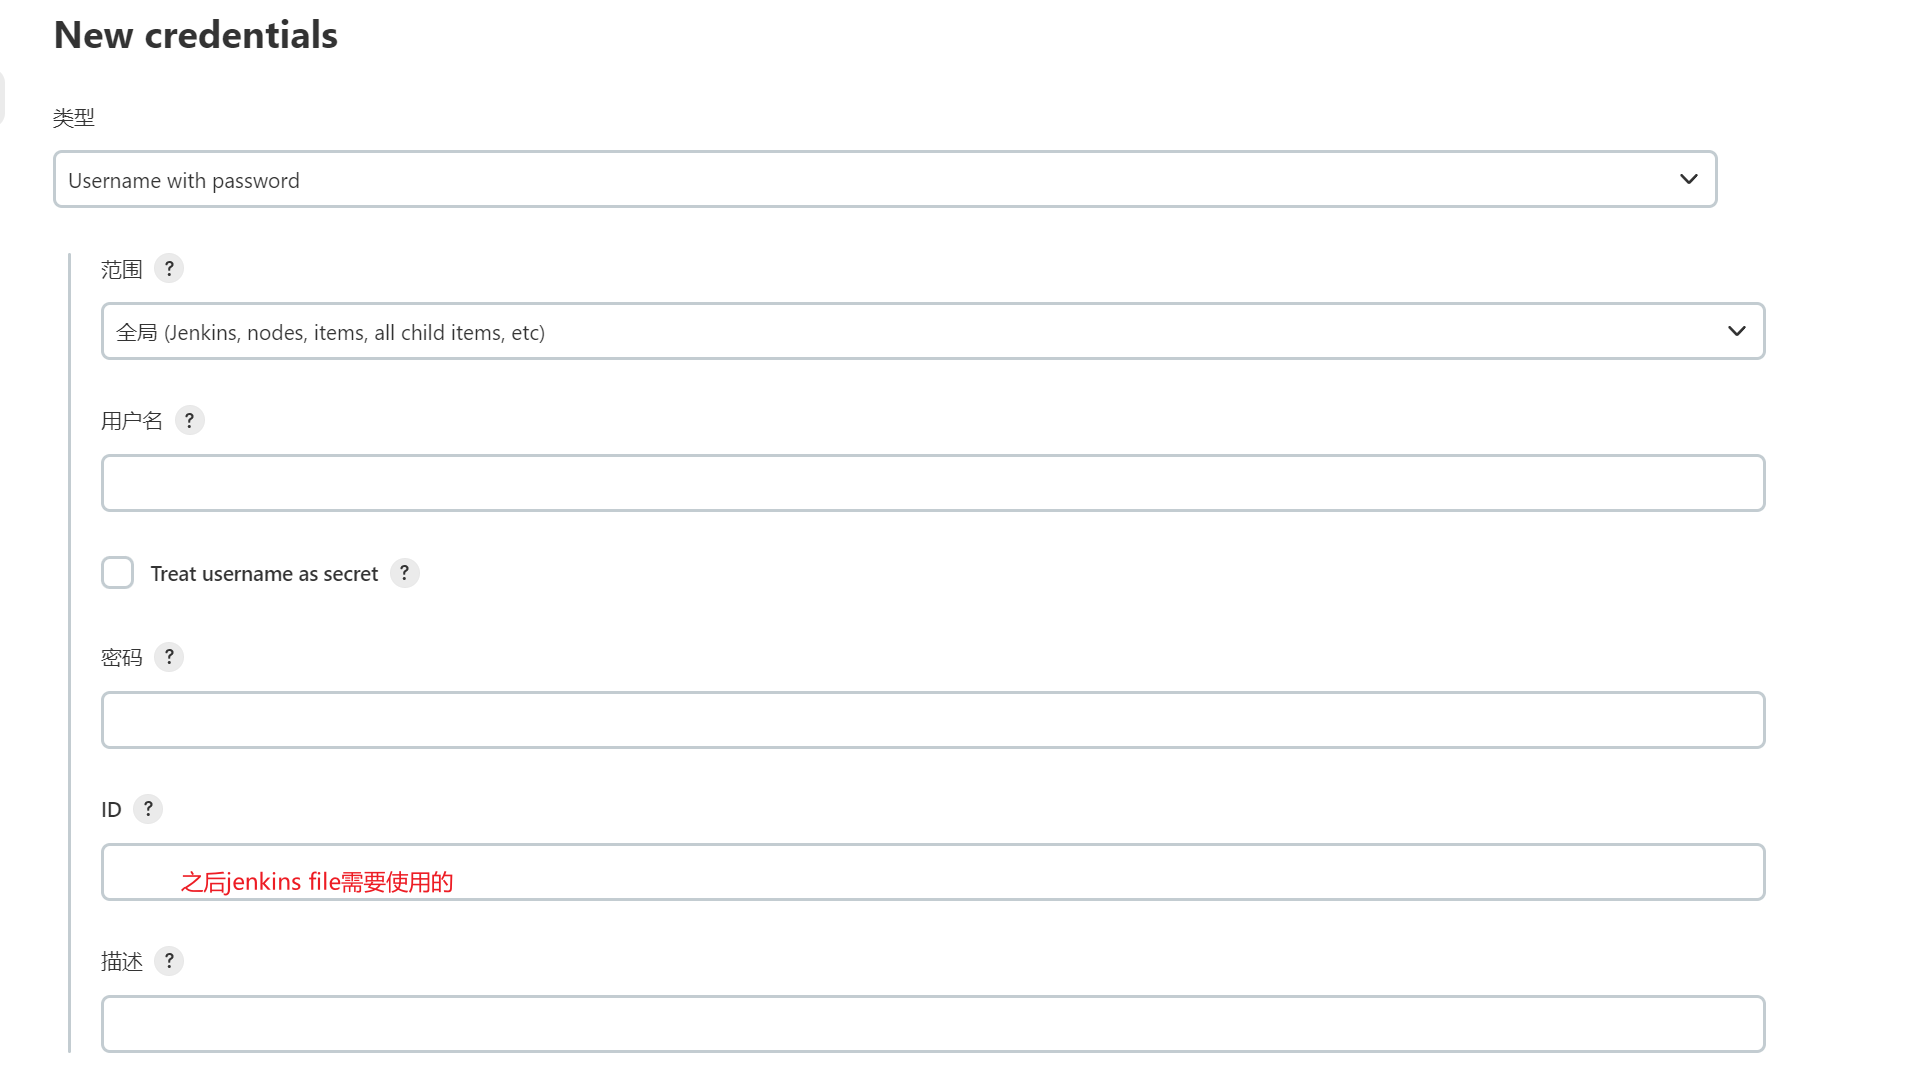 New credentials
类型
Username with password
范围 ?
全局 (Jenkins, nodes, items, all child items, etc)
用户名 ?
Treat username as secret ?
密码 ?
ID ?
之后jenkins file需要使用的
描述 ?